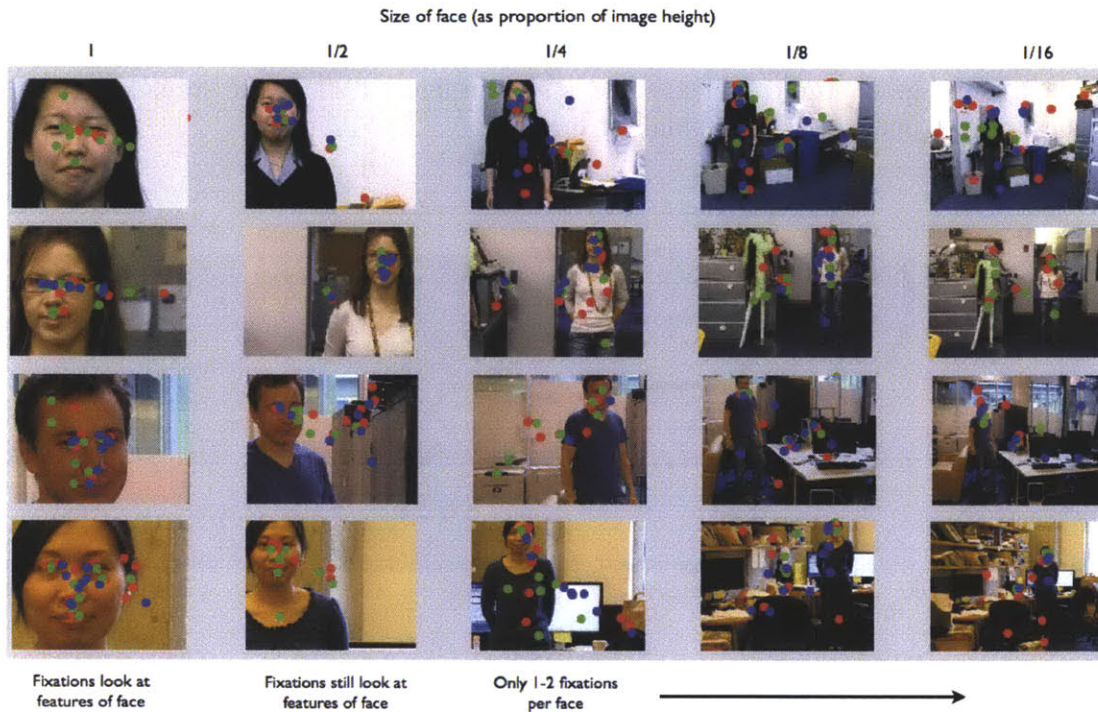 Size of face (as proportion of image height)
1 1/2 1/4 1/8 1/16
Fixations look at
features of face
Fixations still look at
features of face
Only 1-2 fixations
per face